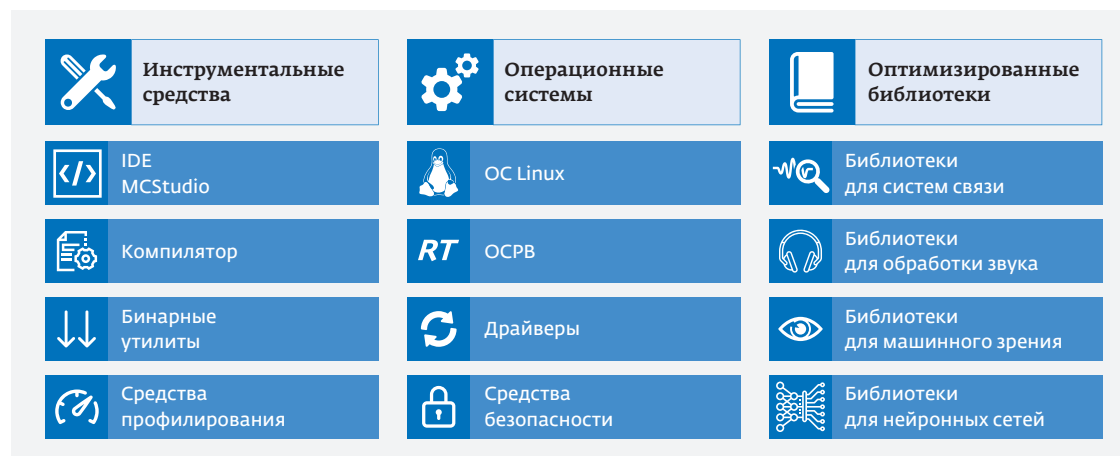 Инструментальные
средства
IDE
MCStudio
Компилятор
Бинарные
утилиты
Средства
профилирования
Операционные
системы
ОС Linux
RT
ОСРВ
Драйверы
Средства
безопасности
Оптимизированные
библиотеки
Библиотеки
для систем связи
Библиотеки
для обработки звука
Библиотеки
для машинного зрения
Библиотеки
для нейронных сетей